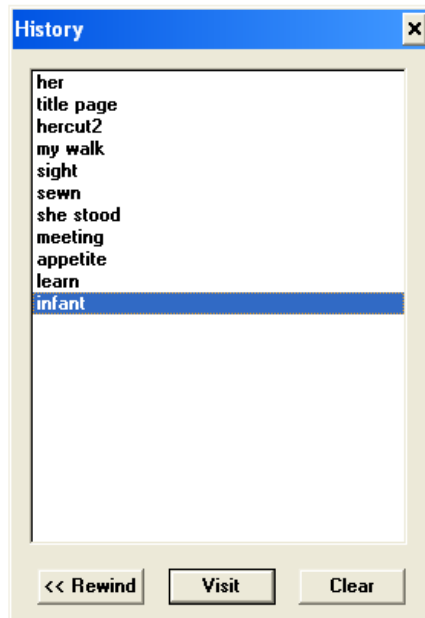 History
her
title page
hercut2
my walk
sight
sewn
she stood
meeting
appetite
learn
infant
<< Rewind Visit Clear